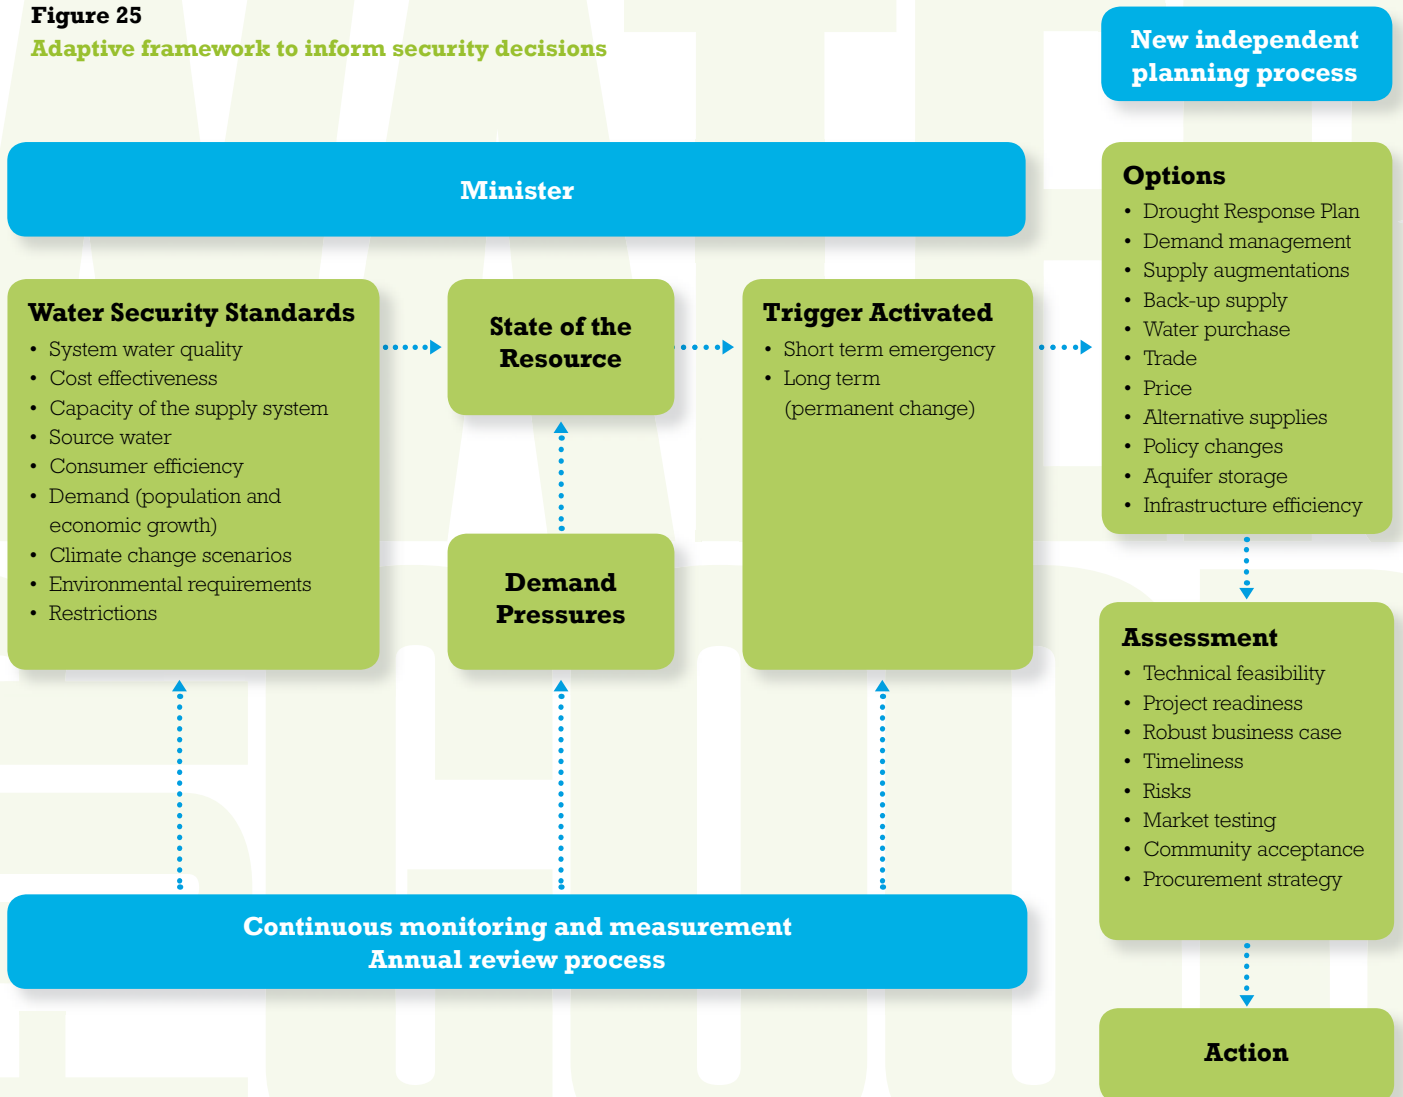 Figure 25
Adaptive framework to inform security decisions
New independent
planning process
Minister
Water Security Standards
• System water quality
• Cost effectiveness
• Capacity of the supply system
• Source water
• Consumer efficiency
• Demand (population and
economic growth)
• Climate change scenarios
• Environmental requirements
• Restrictions
State of the
Resource
Demand
Pressures
Trigger Activated
• Short term emergency
• Long term
(permanent change)
Options
• Drought Response Plan
• Demand management
• Supply augmentations
• Back-up supply
• Water purchase
• Trade
• Price
• Alternative supplies
• Policy changes
• Aquifer storage
• Infrastructure efficiency
Assessment
• Technical feasibility
• Project readiness
• Robust business case
• Timeliness
• Risks
• Market testing
• Community acceptance
• Procurement strategy
Continuous monitoring and measurement
Annual review process
Action